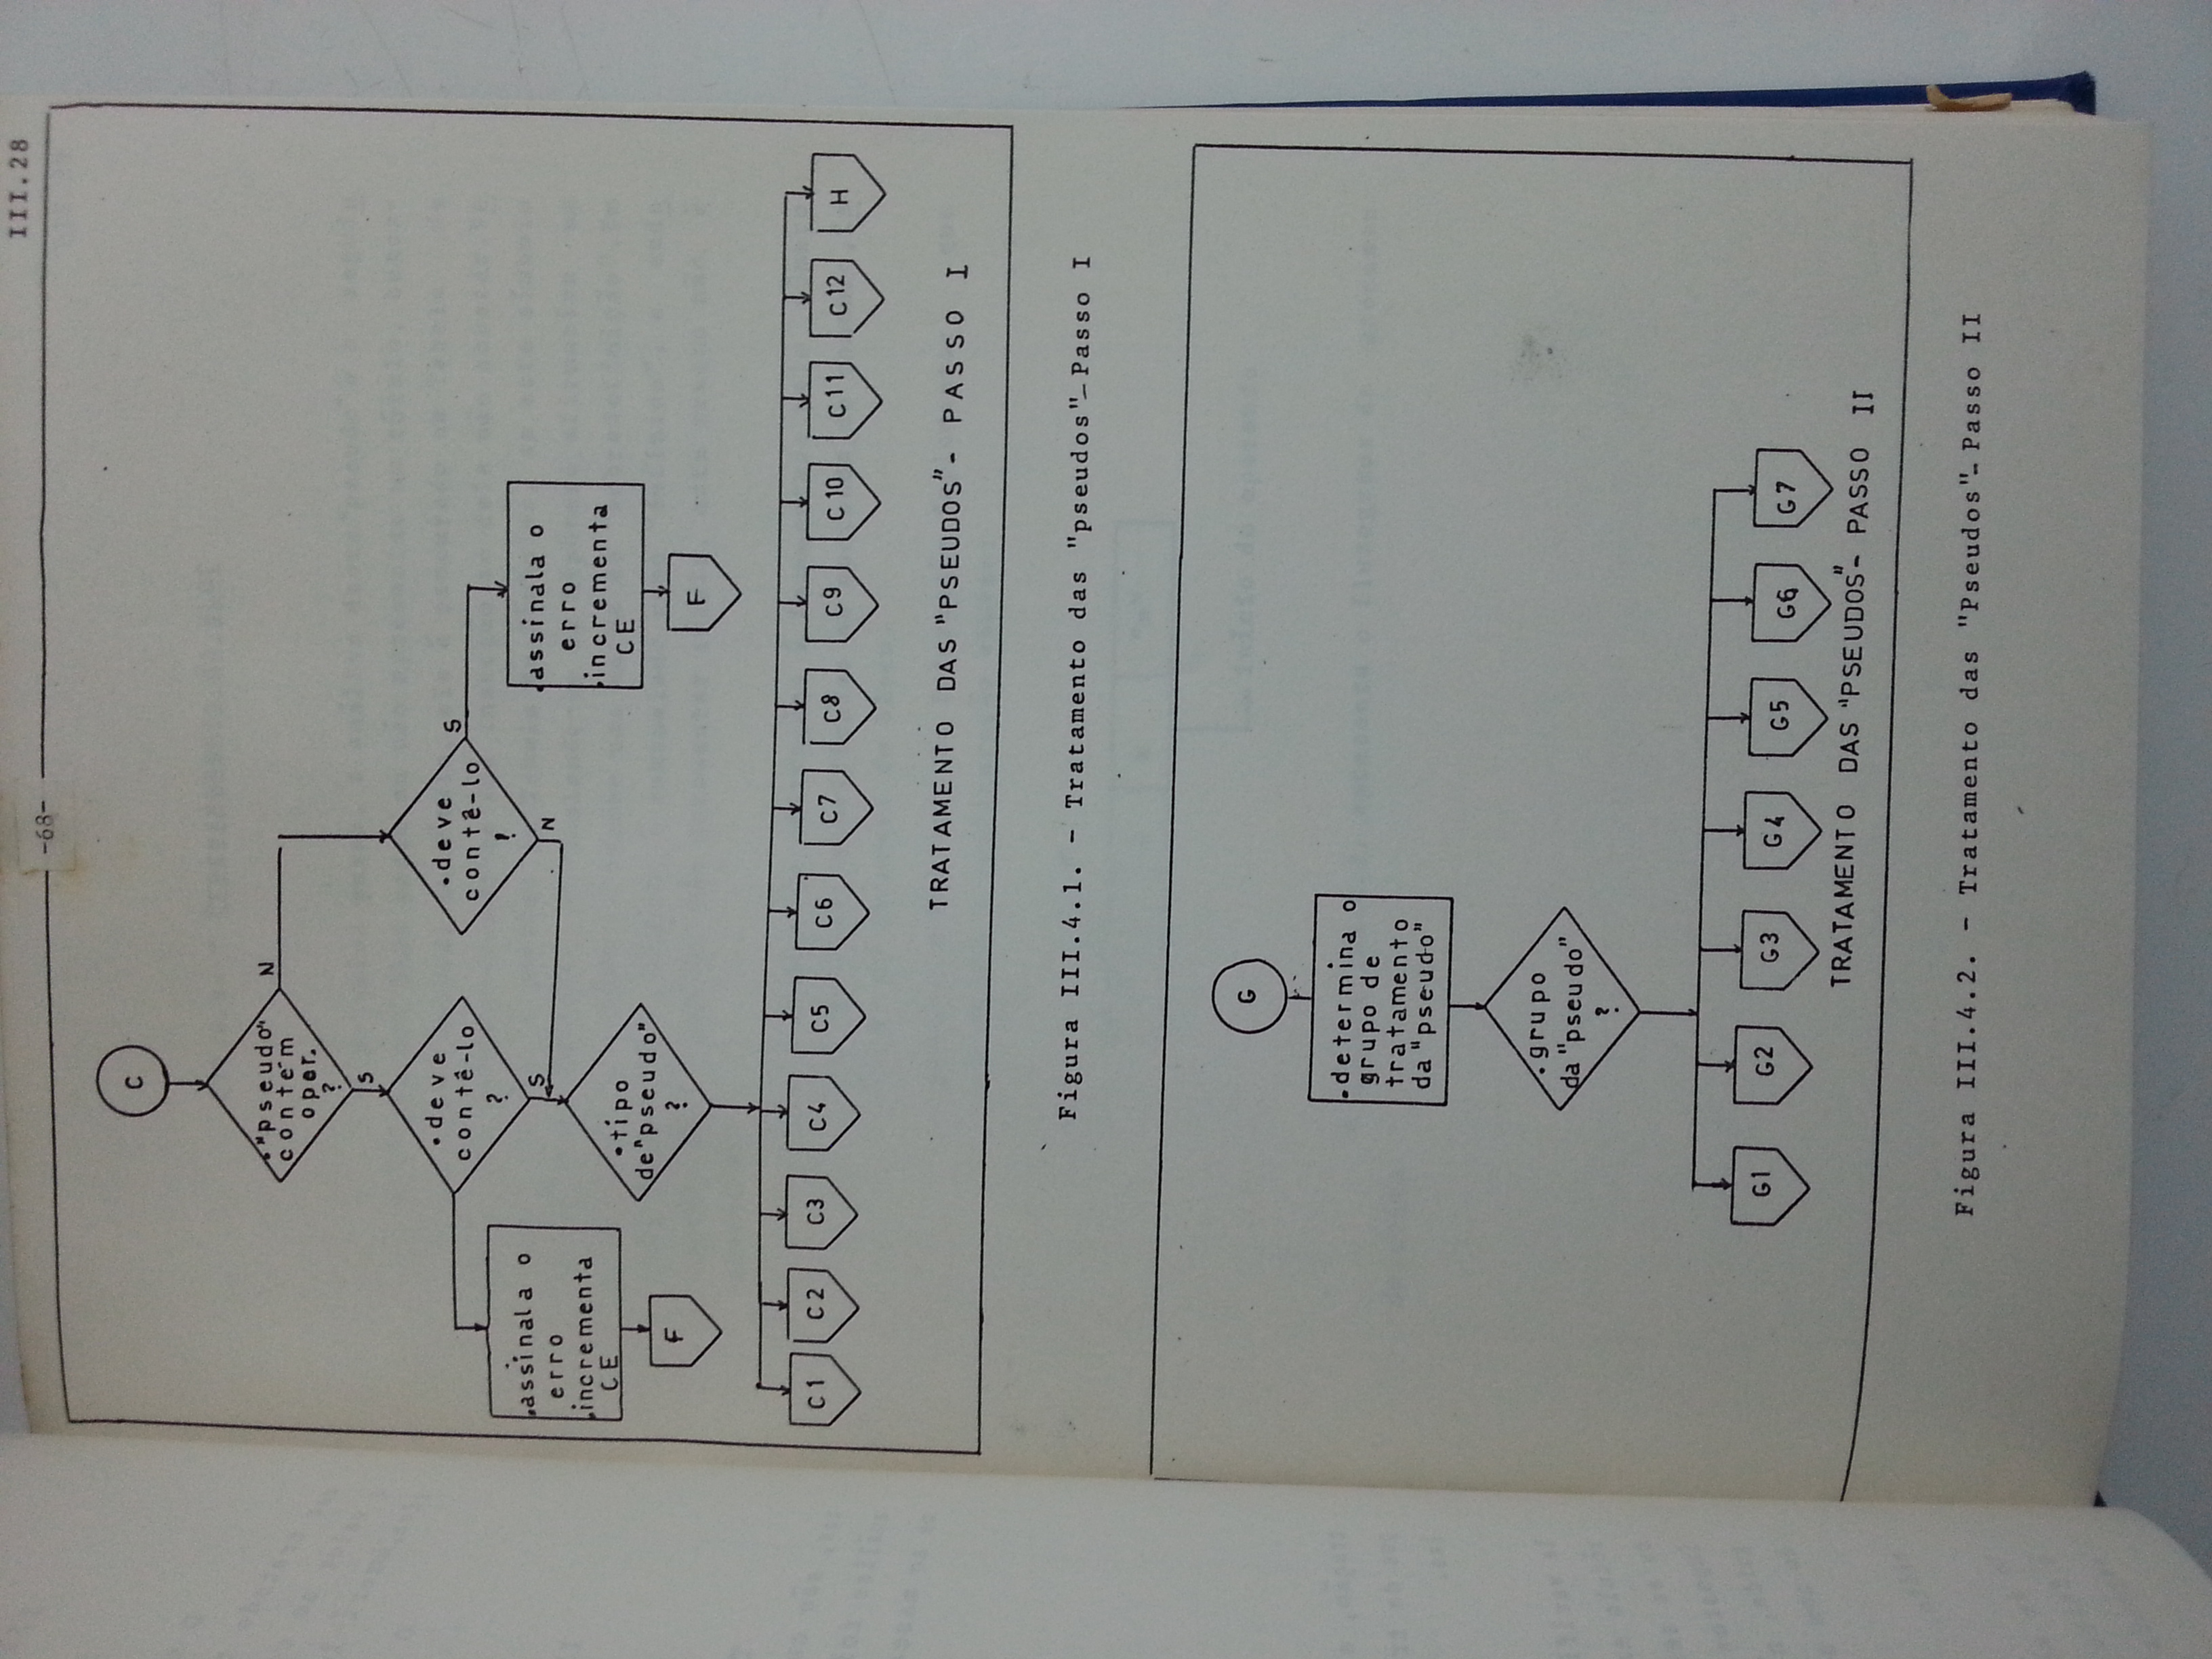 -68-
III.28
C
."pseudo"
contém
oper.
?
N
S
.deve
contê-lo
?
S
.deve
contê-lo
?
S
N
.assinala o
erro
.incrementa
CE
F
.assinala o
erro
.incrementa
CE
F
.tipo
de"pseudo"
?
C1
C2
C3
C4
C5
C6
C7
C8
C9
C10
C11
C12
H
TRATAMENTO DAS "PSEUDOS"- PASSO I
Figura III.4.1. - Tratamento das "pseudos"-Passo I
G
.determina o
grupo de
tratamento
da "pseudo"
.grupo
da "pseudo"
?
G1
G2
G3
G4
G5
G6
G7
TRATAMENTO DAS "PSEUDOS"- PASSO II
Figura III.4.2. - Tratamento das "Pseudos"-Passo II